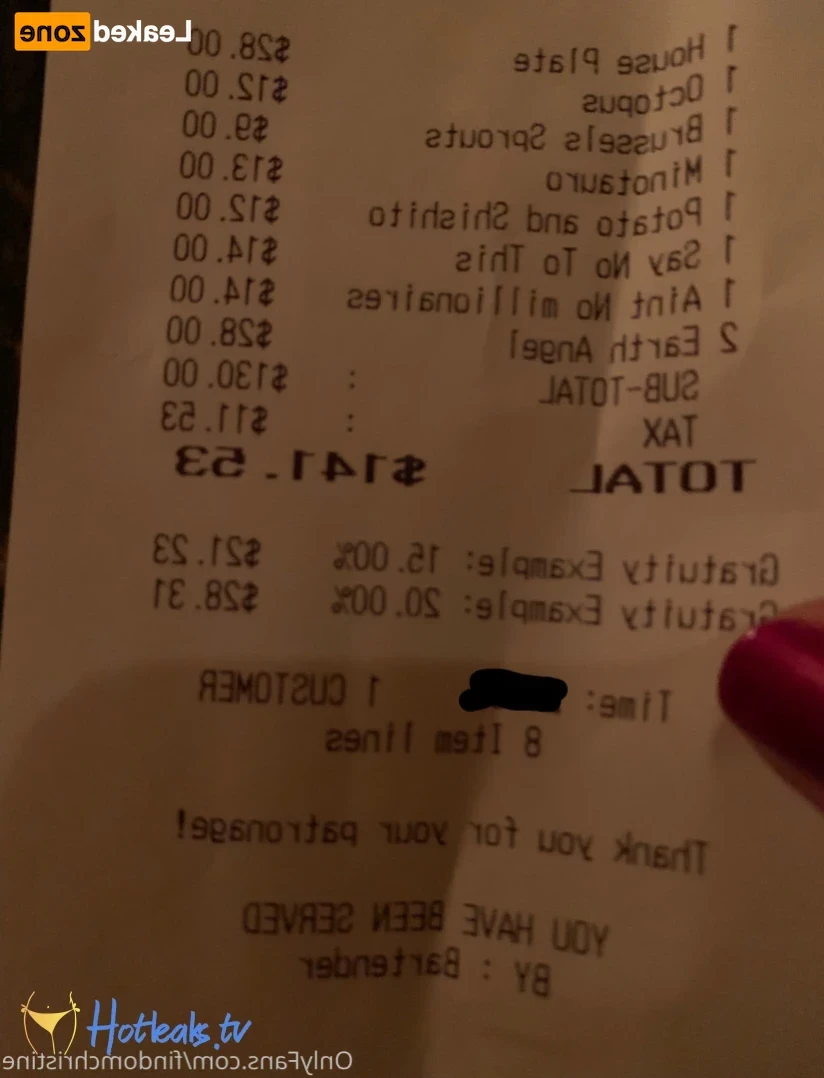 Leakedzone
1 House Plate $28.00
1 Octopus $12.00
1 Brussels Sprouts $9.00
1 Minotauro $13.00
1 Potato and Shishito $12.00
1 Say No To This $14.00
1 Aint No millionaires $14.00
2 Earth Angel $28.00
SUB-TOTAL : $130.00
TAX : $11.53
TOTAL $141.53
Gratuity Example: 15.00% $21.23
Gratuity Example: 20.00% $28.31
Time: 1 CUSTOMER
8 Item lines
Thank you for your patronage!
YOU HAVE BEEN SERVED
BY : Bartender
Hotleaks.tv
OnlyFans.com/findomchristine